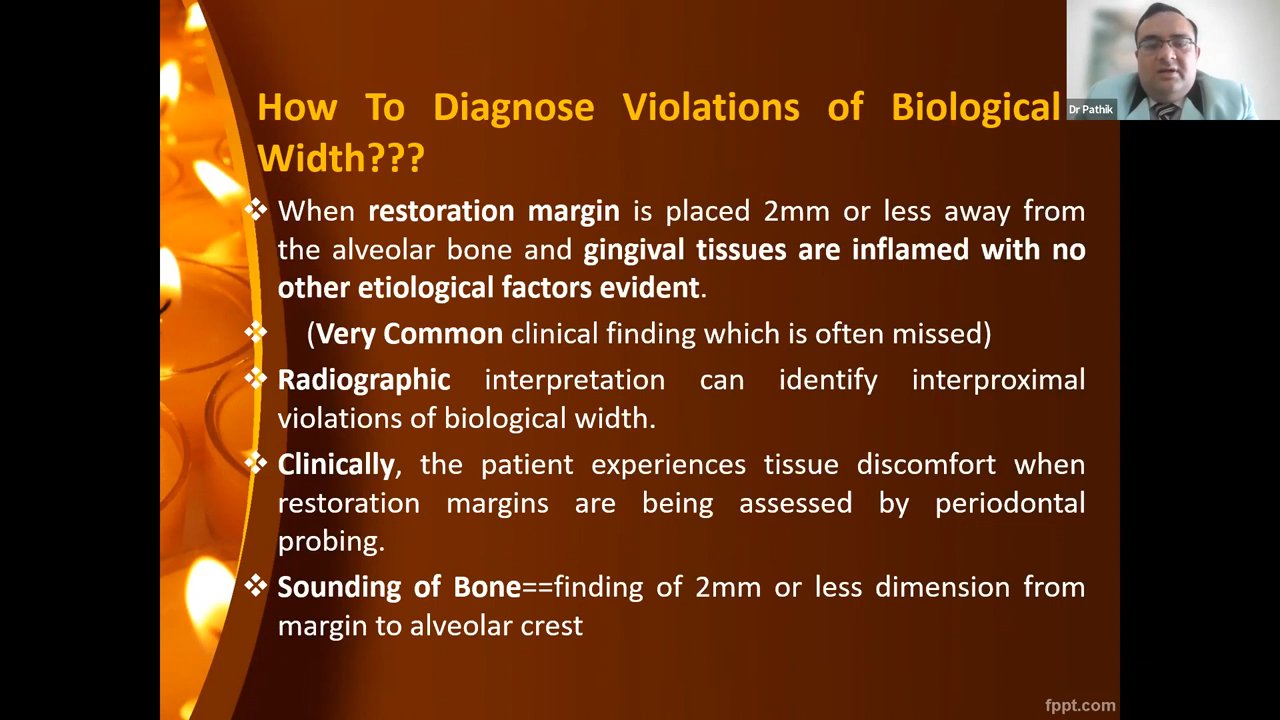 How To Diagnose Violations of Biological
Width???
❖ When restoration margin is placed 2mm or less away from
the alveolar bone and gingival tissues are inflamed with no
other etiological factors evident.
❖ (Very Common clinical finding which is often missed)
❖ Radiographic interpretation can identify interproximal
violations of biological width.
❖ Clinically, the patient experiences tissue discomfort when
restoration margins are being assessed by periodontal
probing.
❖ Sounding of Bone==finding of 2mm or less dimension from
margin to alveolar crest
Dr Pathik
fppt.com